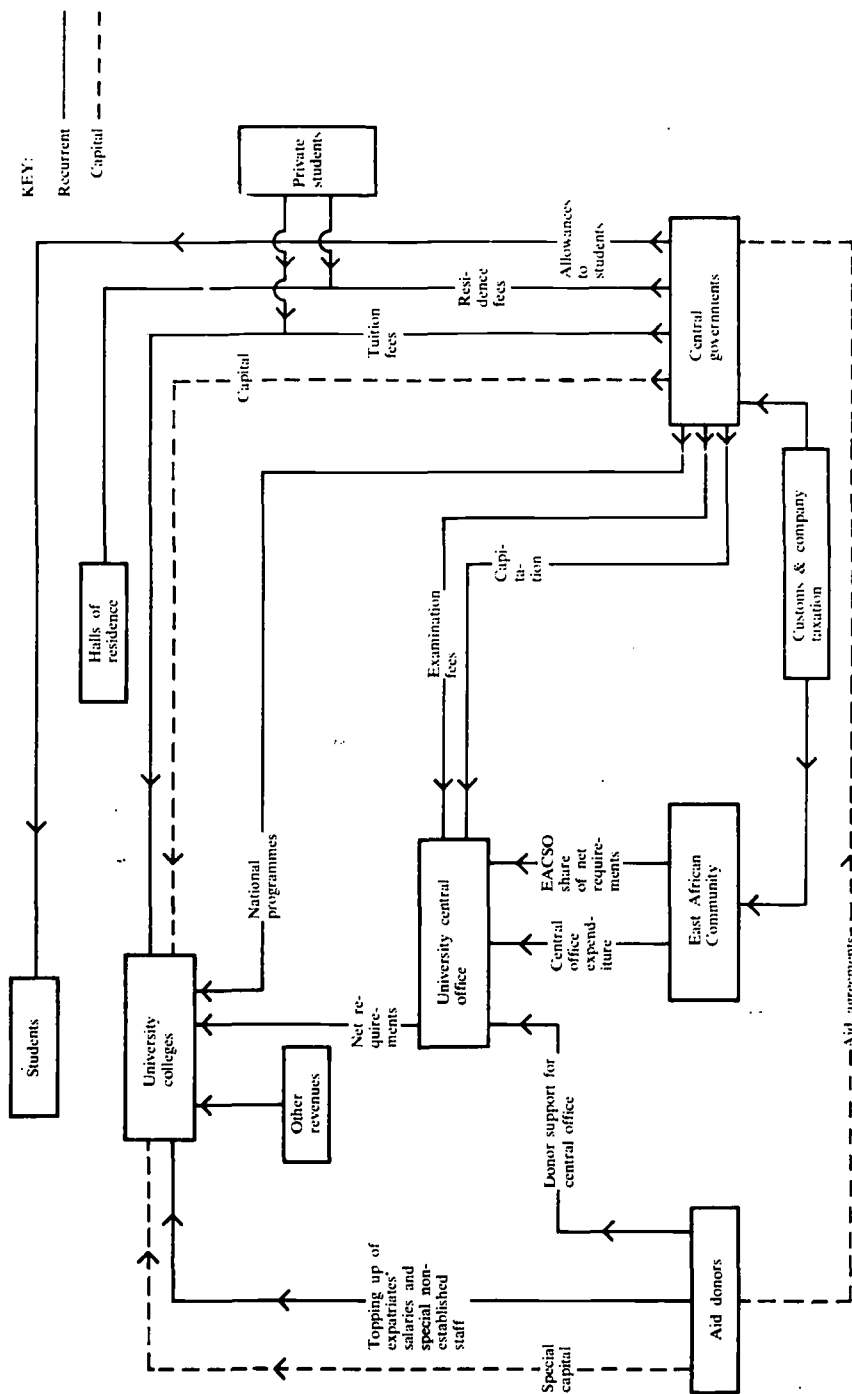 KEY:
Recurrent
Capital
Private
students
Students
Halls of
residence
University
colleges
Other
revenues
Tuition
fees
Resi-
dence
fees
Allowances
to
students
Capital
National
programmes
Examination
fees
Capi-
ta-
tion
Net re-
quire-
ments
University central
office
Central
governments
EACSO
share
of net
require-
ments
Central
office
expend-
iture
East African
Community
Customs & company
taxation
Donor support for
central office
Topping up of
expatriates'
salaries and
special non-
established
staff
Special
capital
Aid donors
Aid agreements